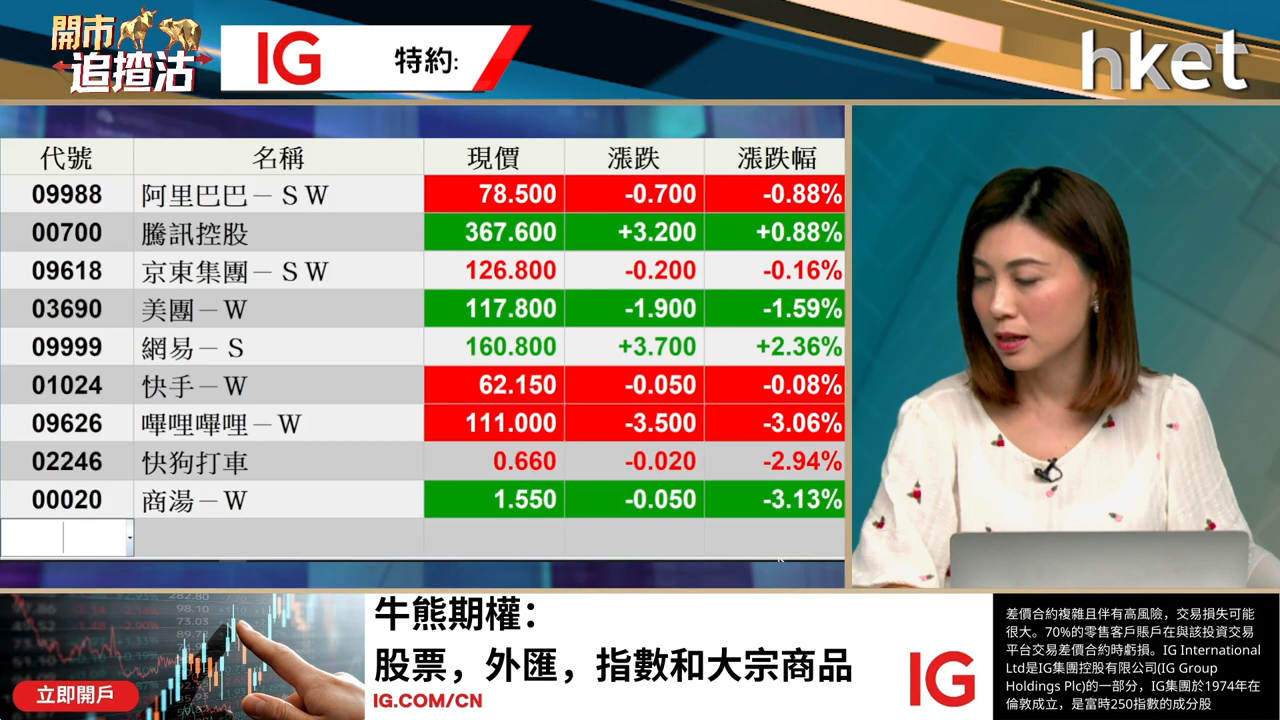 開市
追揸沽
IG 特約:
hket
代號 名稱 現價 漲跌 漲跌幅
09988 阿里巴巴－ＳＷ 78.500 -0.700 -0.88%
00700 騰訊控股 367.600 +3.200 +0.88%
09618 京東集團－ＳＷ 126.800 -0.200 -0.16%
03690 美團－Ｗ 117.800 -1.900 -1.59%
09999 網易－Ｓ 160.800 +3.700 +2.36%
01024 快手－Ｗ 62.150 -0.050 -0.08%
09626 嗶哩嗶哩－Ｗ 111.000 -3.500 -3.06%
02246 快狗打車 0.660 -0.020 -2.94%
00020 商湯－Ｗ 1.550 -0.050 -3.13%
立即開戶
牛熊期權：
股票，外匯，指數和大宗商品
IG.COM/CN
IG
差價合約複雜且伴有高風險，交易損失可能
很大。70%的零售客戶賬戶在與該投資交易
平台交易差價合約時虧損。IG International
Ltd是IG集團控股有限公司(IG Group
Holdings Plc)的一部分，IG集團於1974年在
倫敦成立，是富時250指數的成分股